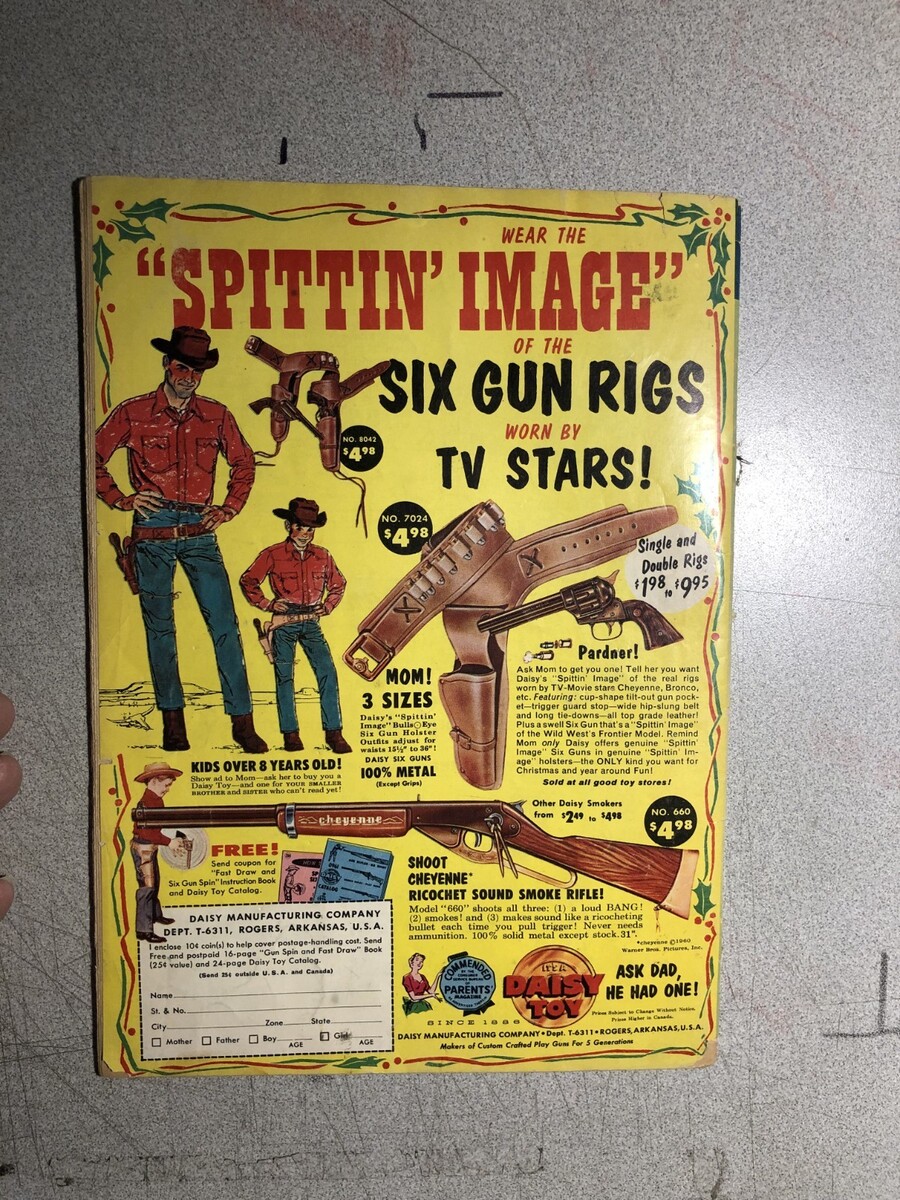 WEAR THE
"SPITTIN' IMAGE"
OF THE
SIX GUN RIGS
WORN BY
TV STARS!
NO. 8042
$4.98
NO. 7024
$4.98
Single and
Double Rigs
$1.98 to $9.95
Pardner!
Ask Mom to get you one! Tell her you want
Daisy's "Spittin' Image" of the real rigs
worn by TV-Movie stars Cheyenne, Bronco,
etc. Featuring: cup-shape tilt-out gun pock-
et—trigger guard stop—wide hip-slung belt
and long tie-downs—all top grade leather!
Plus a swell Six Gun that's a "Spittin' Image"
of the Wild West's Frontier Model. Remind
Mom only Daisy offers genuine "Spittin'
Image" Six Guns in genuine "Spittin' Im-
age" holsters—the ONLY kind you want for
Christmas and year around Fun!
Sold at all good toy stores!
MOM!
3 SIZES
Daisy's "Spittin'
Image" Bulls Eye
Six Gun Holster
Outfits adjust for
waists 15½" to 36"!
DAISY SIX GUNS
100% METAL
(Except Grips)
KIDS OVER 8 YEARS OLD!
Show ad to Mom—ask her to buy you a
Daisy Toy—and one for YOUR SMALLER
BROTHER and SISTER who can't read yet!
cheyenne
Other Daisy Smokers
from $2.49 to $4.98
NO. 660
$4.98
FREE!
Send coupon for
"Fast Draw and
Six Gun Spin" Instruction Book
and Daisy Toy Catalog.
CATALOG
SHOOT
CHEYENNE*
RICOCHET SOUND SMOKE RIFLE!
Model "660" shoots all three: (1) a loud BANG!
(2) smokes! and (3) makes sound like a ricocheting
bullet each time you pull trigger! Never needs
ammunition. 100% solid metal except stock. 31".
*cheyenne ©1960
Warner Bros. Pictures, Inc.
DAISY MANUFACTURING COMPANY
DEPT. T-6311, ROGERS, ARKANSAS, U.S.A.
I enclose 10¢ coin(s) to help cover postage-handling cost. Send
Free and postpaid 16-page "Gun Spin and Fast Draw" Book
(25¢ value) and 24-page Daisy Toy Catalog.
(Send 25¢ outside U.S.A. and Canada)
Name
St. & No.
City Zone State
Mother Father Boy AGE Girl AGE
COMMENDED
BY THE
CONSUMER
SERVICE BUREAU
OF
PARENTS'
MAGAZINE
SINCE 1886
IT'S A
DAISY
TOY
ASK DAD,
HE HAD ONE!
Prices Subject to Change Without Notice.
Prices Higher in Canada.
DAISY MANUFACTURING COMPANY • Dept. T-6311 • ROGERS, ARKANSAS, U.S.A.
Makers of Custom Crafted Play Guns For 5 Generations